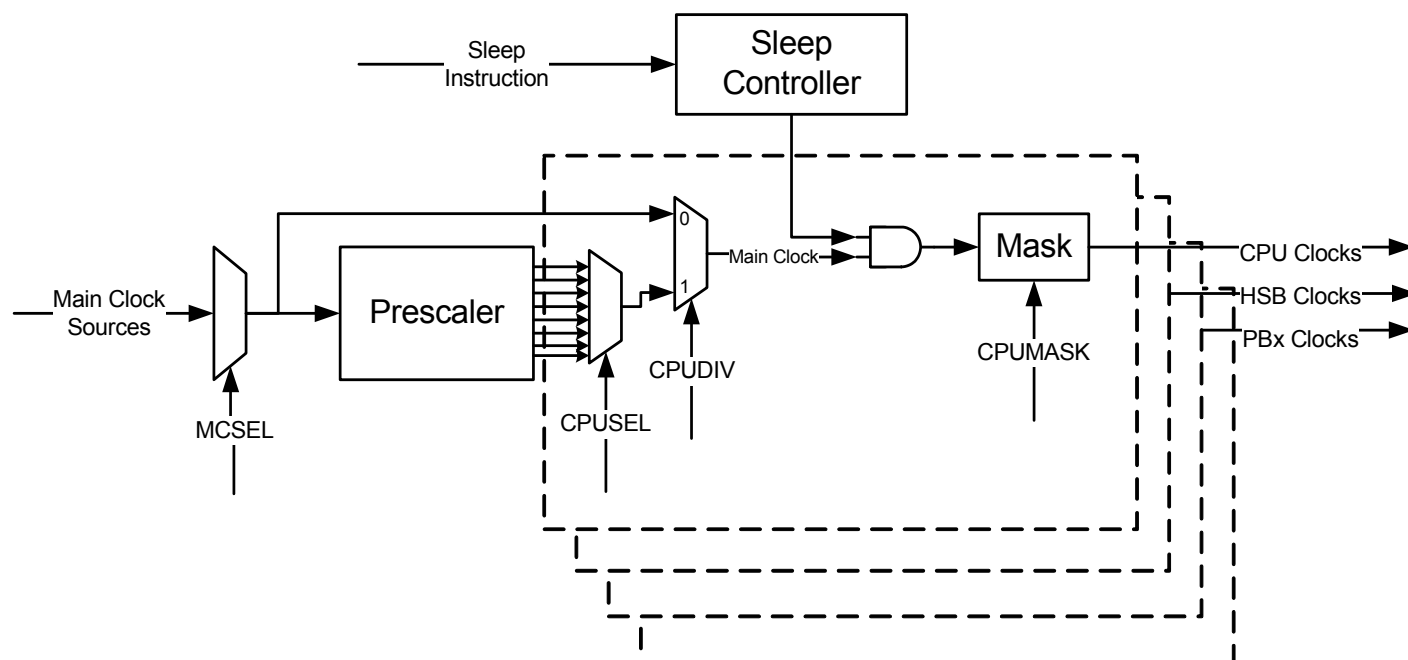 Sleep
Instruction
Sleep
Controller
0
1
Main Clock
Mask
CPU Clocks
HSB Clocks
PBx Clocks
Main Clock
Sources
Prescaler
CPUDIV
CPUMASK
CPUSEL
MCSEL